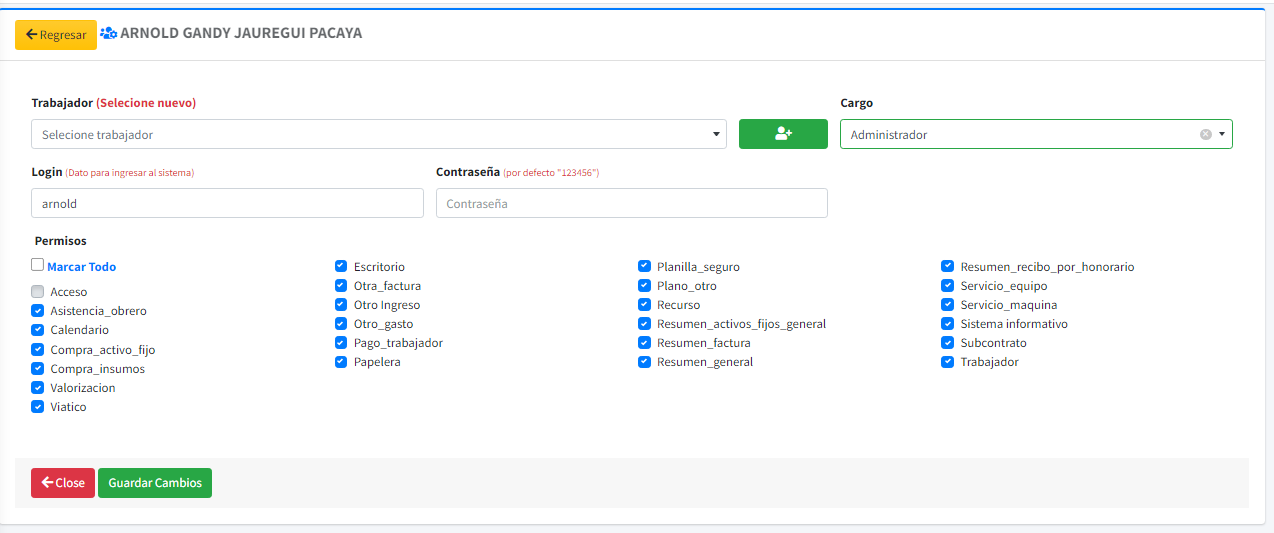 Regresar ARNOLD GANDY JAUREGUI PACAYA
Trabajador (Selecione nuevo) Cargo
Selecione trabajador Administrador
Login (Dato para ingresar al sistema) Contraseña (por defecto "123456")
arnold Contraseña
Permisos
Marcar Todo Escritorio Planilla_seguro Resumen_recibo_por_honorario
Acceso Otra_factura Plano_otro Servicio_equipo
Asistencia_obrero Otro Ingreso Recurso Servicio_maquina
Calendario Otro_gasto Resumen_activos_fijos_general Sistema informativo
Compra_activo_fijo Pago_trabajador Resumen_factura Subcontrato
Compra_insumos Papelera Resumen_general Trabajador
Valorizacion
Viatico
Close Guardar Cambios